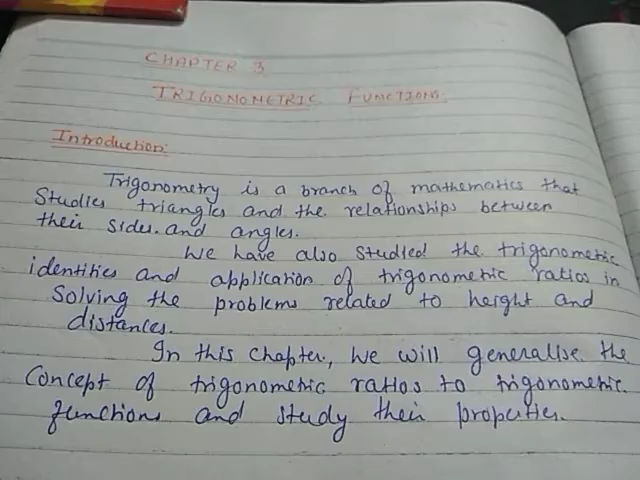 CHAPTER 3
TRIGONOMETRIC FUNCTIONS.
Introduction:
Trigonometry is a branch of mathematics that
Studies triangles and the relationships between
their sides. and angles.
We have also studied the trigonometric
identities and application of trigonometric ratios in
Solving the problems related to height and
distances.
In this chapter, we will generalise the
Concept of trigonometric ratios to trigonometric
functions and study their properties.